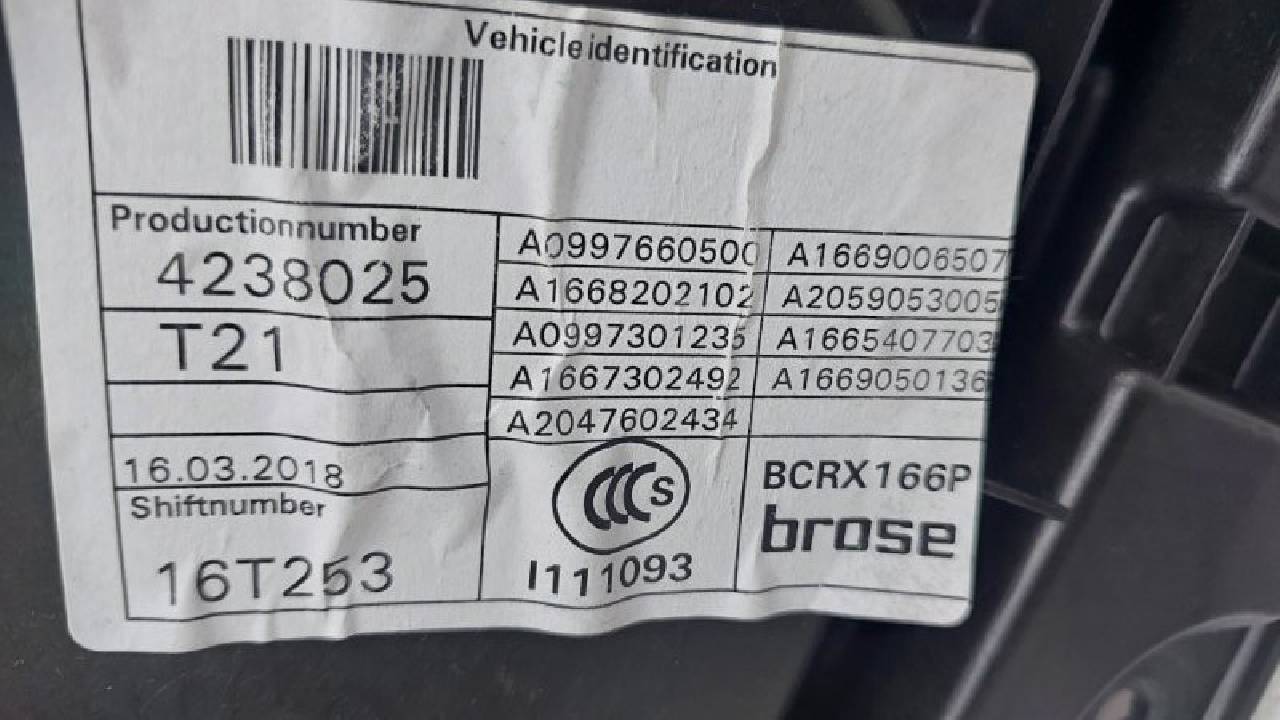 Vehicleidentification
Productionnumber
4238025
T21
16.03.2018
Shiftnumber
16T253
A0997660500 A1669006507
A1668202102 A2059053005
A0997301235 A1665407703
A1667302492 A1669050136
A2047602434
CCC S
I111093
BCRX166P
brose